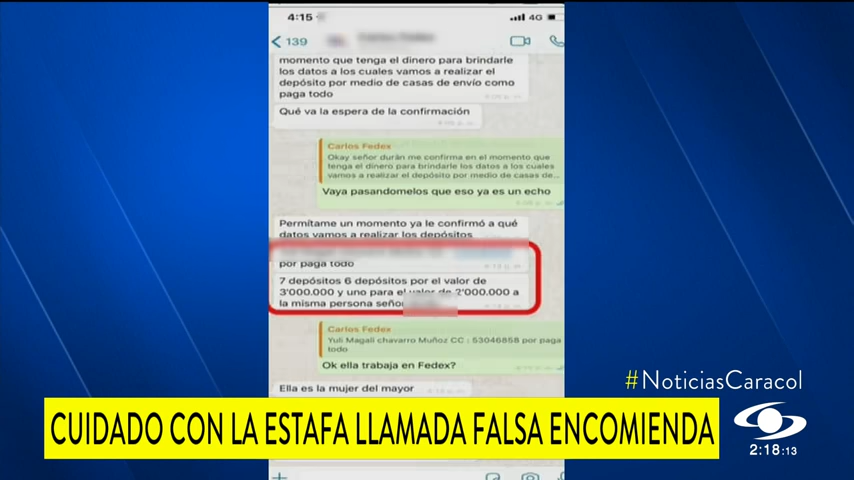 4:15
4G
139
momento que tenga el dinero para brindarle
los datos a los cuales vamos a realizar el
depósito por medio de casas de envío como
paga todo
Qué va la espera de la confirmación
Carlos Fedex
Okay señor durán me confirma en el momento que
tenga el dinero para brindarle los datos a los cuales
vamos a realizar el depósito por medio de casas de...
Vaya pasandomelos que eso ya es un echo
Permítame un momento ya le confirmó a qué
datos vamos a realizar los depósitos
por paga todo
7 depósitos 6 depósitos por el valor de
3'000.000 y uno para el valor de 2'000.000 a
la misma persona señor
Carlos Fedex
Yuli Magali chavarro Muñoz CC : 53046858 por paga
todo
Ok ella trabaja en Fedex?
Ella es la mujer del mayor
#NoticiasCaracol
CUIDADO CON LA ESTAFA LLAMADA FALSA ENCOMIENDA
2:18:13